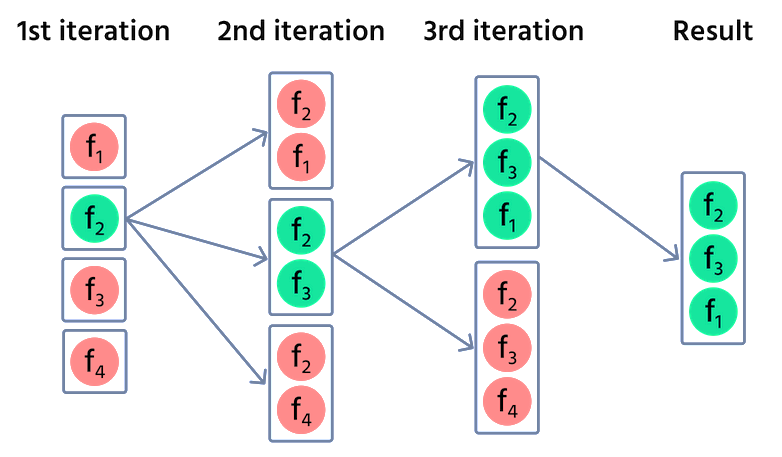 1st iteration
2nd iteration
3rd iteration
Result
f₁
f₂
f₃
f₄
f₂
f₁
f₂
f₃
f₂
f₄
f₂
f₃
f₁
f₂
f₃
f₄
f₂
f₃
f₁